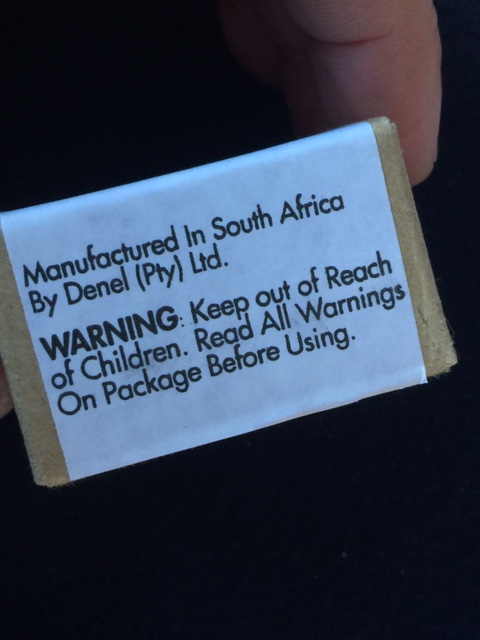 Manufactured In South Africa
By Denel (Pty) Ltd.
WARNING: Keep out of Reach
of Children. Read All Warnings
On Package Before Using.